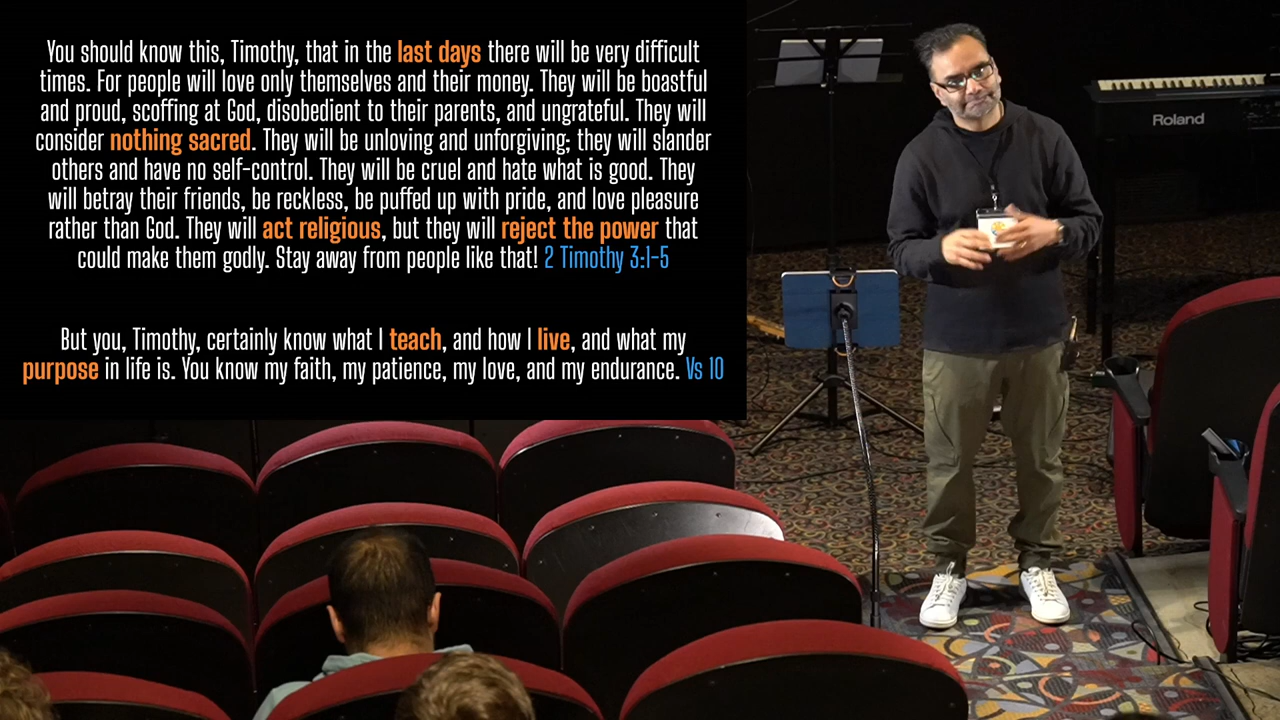 You should know this, Timothy, that in the last days there will be very difficult
times. For people will love only themselves and their money. They will be boastful
and proud, scoffing at God, disobedient to their parents, and ungrateful. They will
consider nothing sacred. They will be unloving and unforgiving; they will slander
others and have no self-control. They will be cruel and hate what is good. They
will betray their friends, be reckless, be puffed up with pride, and love pleasure
rather than God. They will act religious, but they will reject the power that
could make them godly. Stay away from people like that! 2 Timothy 3:1-5
But you, Timothy, certainly know what I teach, and how I live, and what my
purpose in life is. You know my faith, my patience, my love, and my endurance. Vs 10
Roland